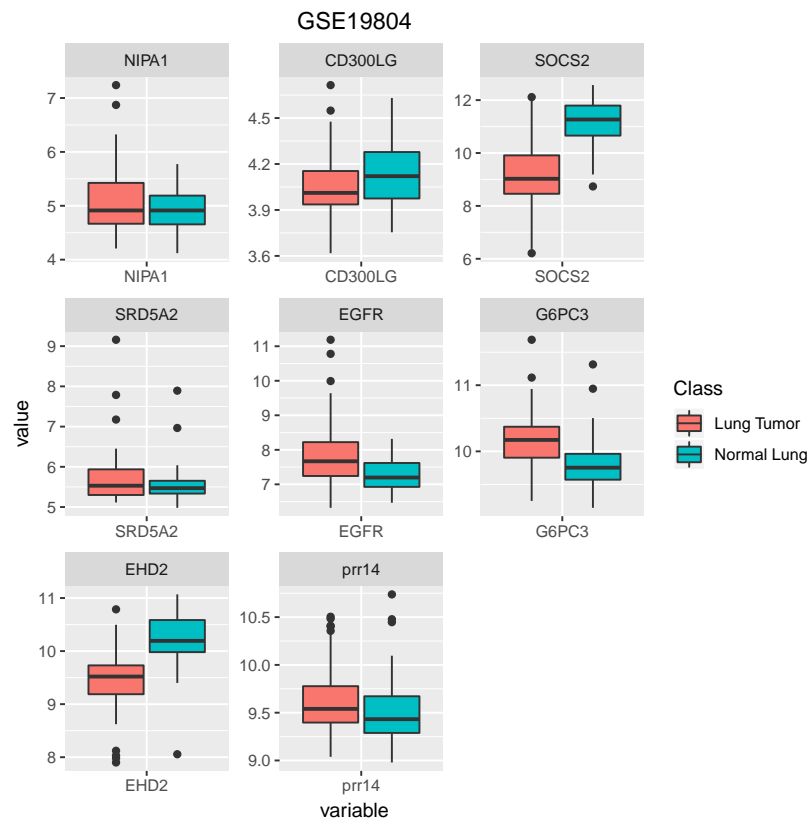 GSE19804
NIPA1
CD300LG
SOCS2
7
6
5
4
4.5
4.2
3.9
3.6
12
10
8
6
NIPA1
CD300LG
SOCS2
SRD5A2
EGFR
G6PC3
9
8
7
6
5
11
10
9
8
7
11
10
SRD5A2
EGFR
G6PC3
value
Class
Lung Tumor
Normal Lung
EHD2
prr14
11
10
9
8
10.5
10.0
9.5
9.0
EHD2
prr14
variable